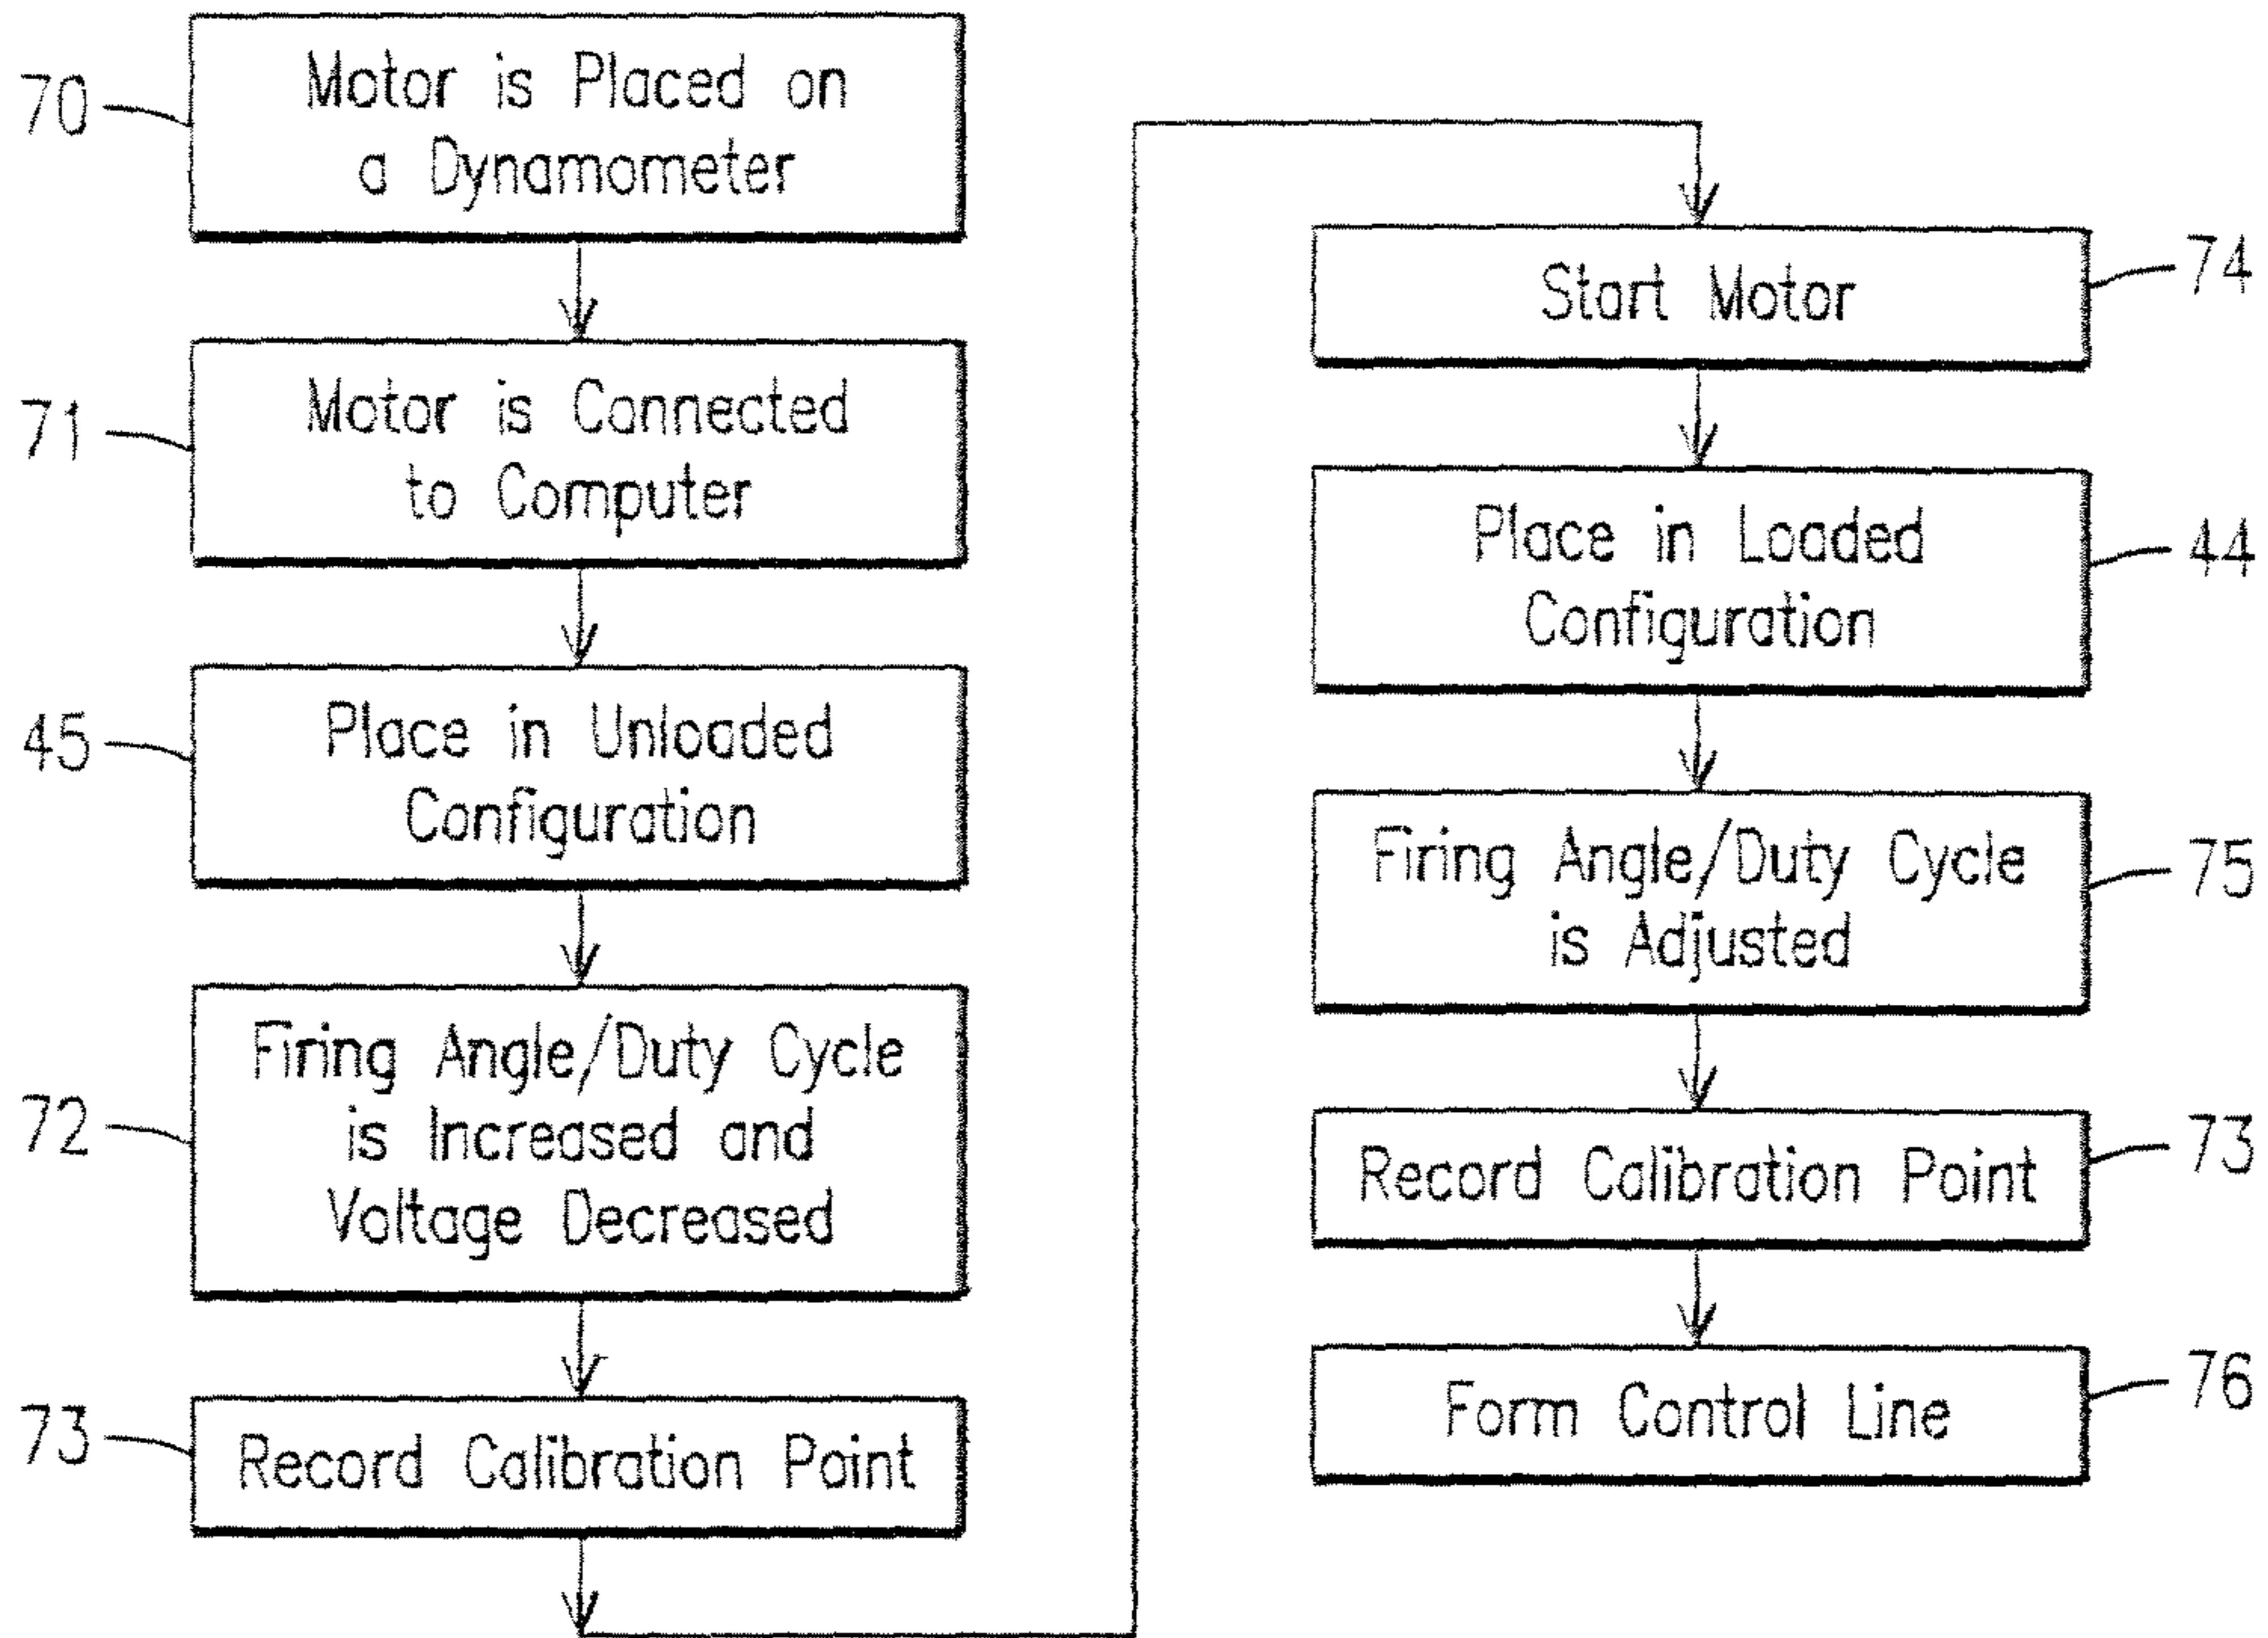 70
Motor is Placed on
a Dynamometer
71
Motor is Connected
to Computer
45
Place in Unloaded
Configuration
72
Firing Angle/Duty Cycle
is Increased and
Voltage Decreased
73
Record Calibration Point
Start Motor
74
Place in Loaded
Configuration
44
Firing Angle/Duty Cycle
is Adjusted
75
Record Calibration Point
73
Form Control Line
76